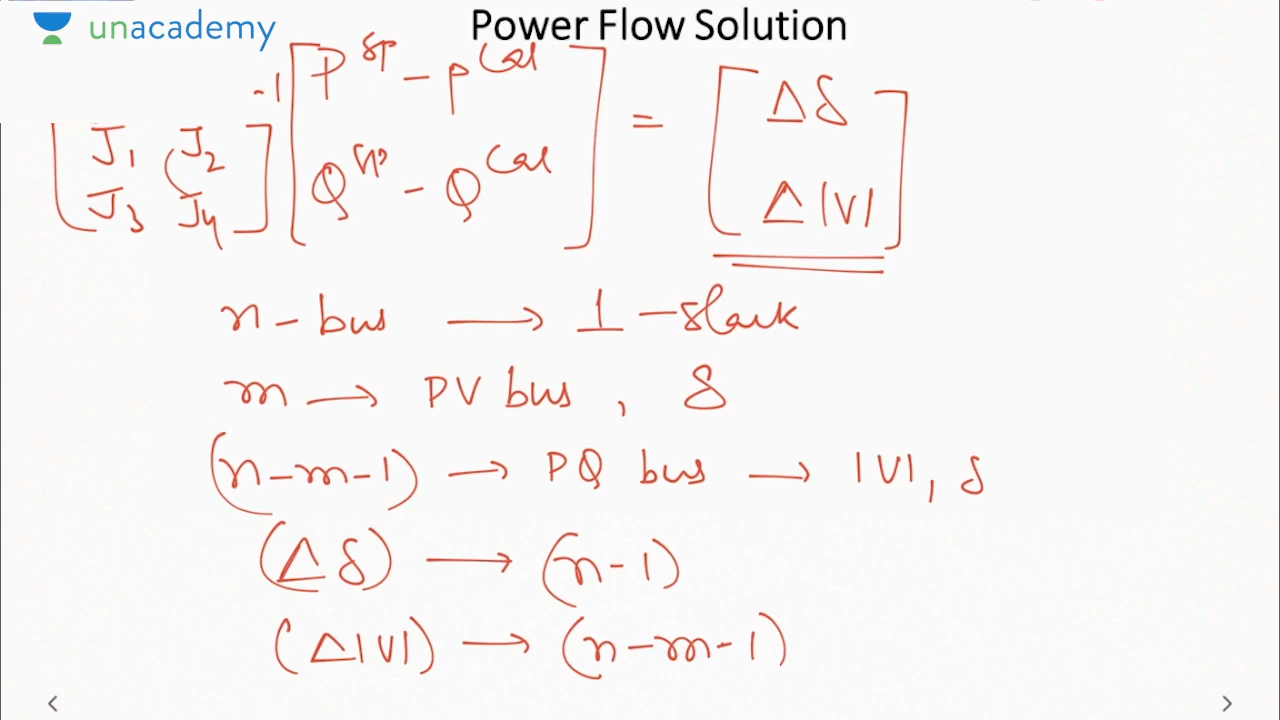 unacademy
Power Flow Solution
[J₁ J₂ J₃ J₄]⁻¹ [P^sp - P^cal
Q^sp - Q^cal] = [Δδ
Δ|V|]
n - bus → 1 - slack
m → PV bus , δ
(n-m-1) → PQ bus → |V|, δ
(Δδ) → (n-1)
(Δ|V|) → (n-m-1)